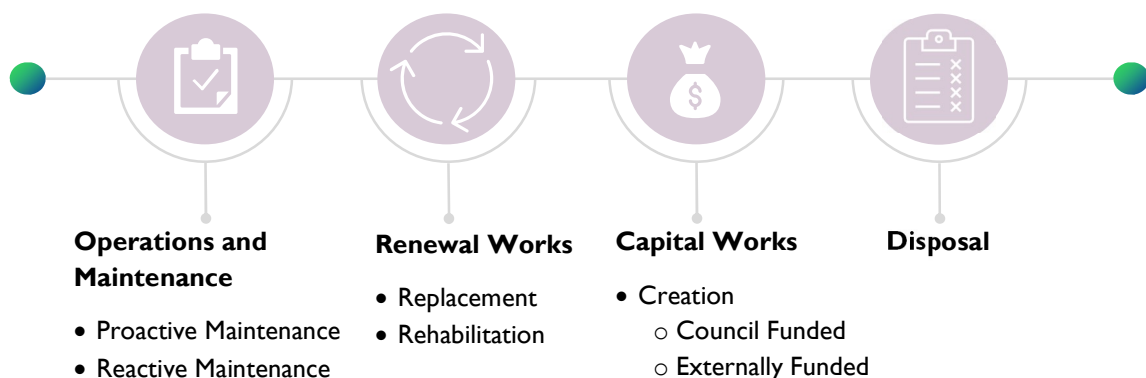 Operations and
Maintenance
• Proactive Maintenance
• Reactive Maintenance
Renewal Works
• Replacement
• Rehabilitation
Capital Works
• Creation
o Council Funded
o Externally Funded
Disposal